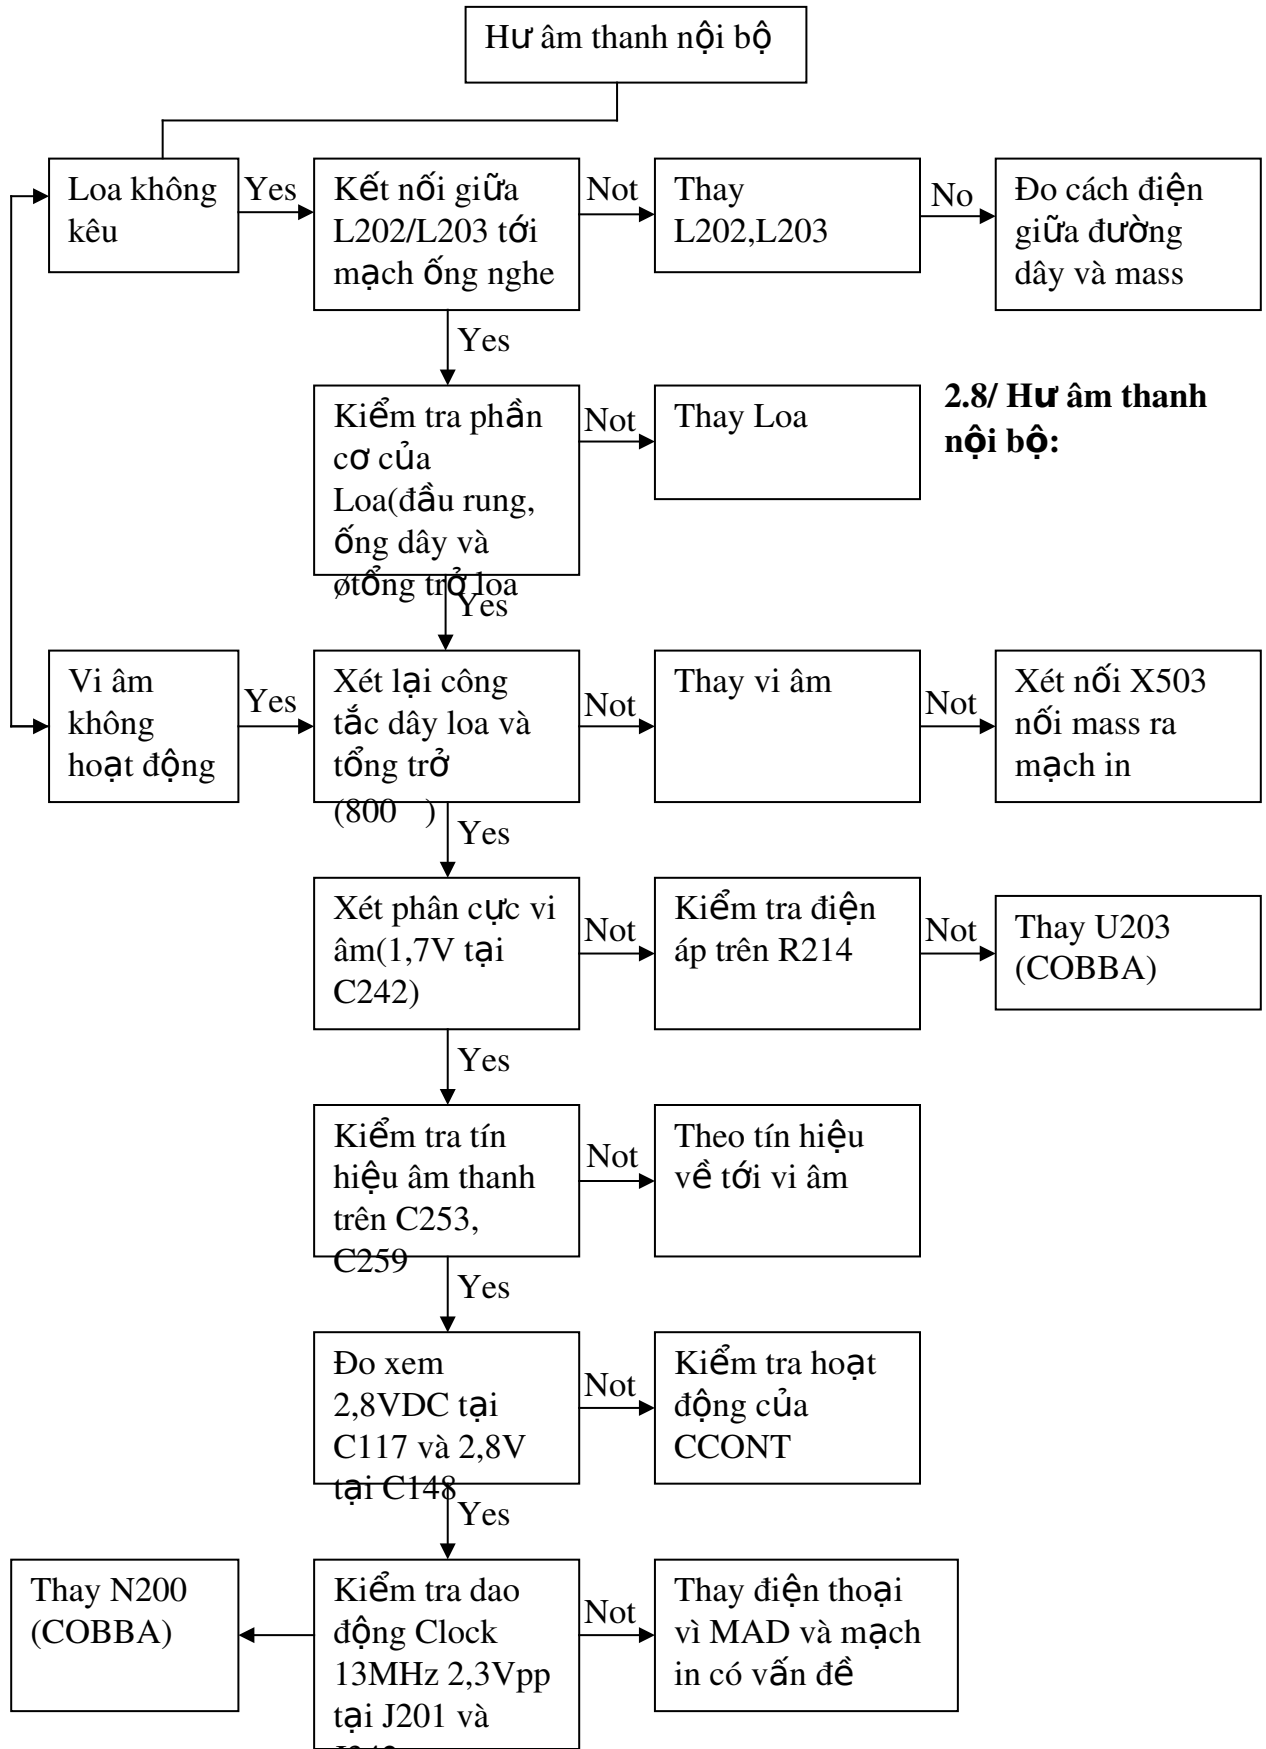 Hư âm thanh nội bộ
Loa không
kêu
Yes
Kết nối giữa
L202/L203 tới
mạch ống nghe
Not
Thay
L202,L203
No
Đo cách điện
giữa đường
dây và mass
Yes
Kiểm tra phần
cơ của
Loa(đầu rung,
ống dây và
øtổng trở loa
Not
Thay Loa
2.8/ Hư âm thanh
nội bộ:
Yes
Vi âm
không
hoạt động
Yes
Xét lại công
tắc dây loa và
tổng trở
(800 )
Not
Thay vi âm
Not
Xét nối X503
nối mass ra
mạch in
Yes
Xét phân cực vi
âm(1,7V tại
C242)
Not
Kiểm tra điện
áp trên R214
Not
Thay U203
(COBBA)
Yes
Kiểm tra tín
hiệu âm thanh
trên C253,
C259
Not
Theo tín hiệu
về tới vi âm
Yes
Đo xem
2,8VDC tại
C117 và 2,8V
tại C148
Not
Kiểm tra hoạt
động của
CCONT
Yes
Thay N200
(COBBA)
Kiểm tra dao
động Clock
13MHz 2,3Vpp
tại J201 và
Not
Thay điện thoại
vì MAD và mạch
in có vấn đề